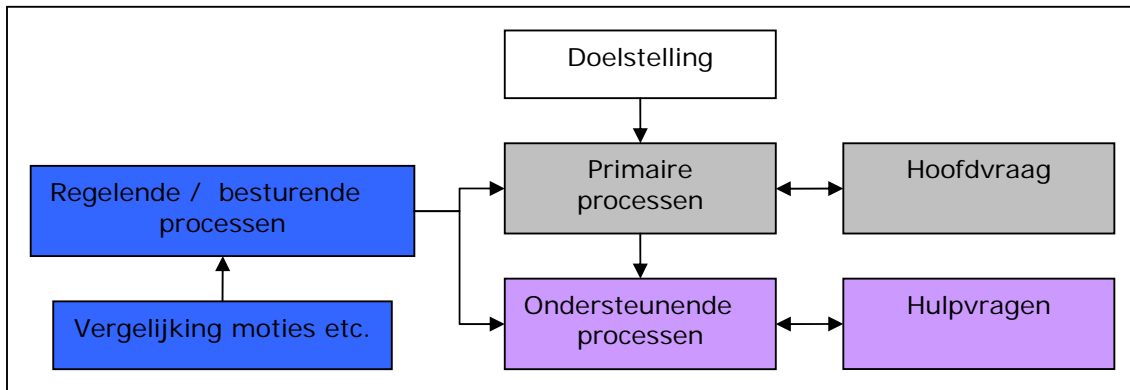 Doelstelling
Primaire
processen
Hoofdvraag
Regelende / besturende
processen
Ondersteunende
processen
Hulpvragen
Vergelijking moties etc.